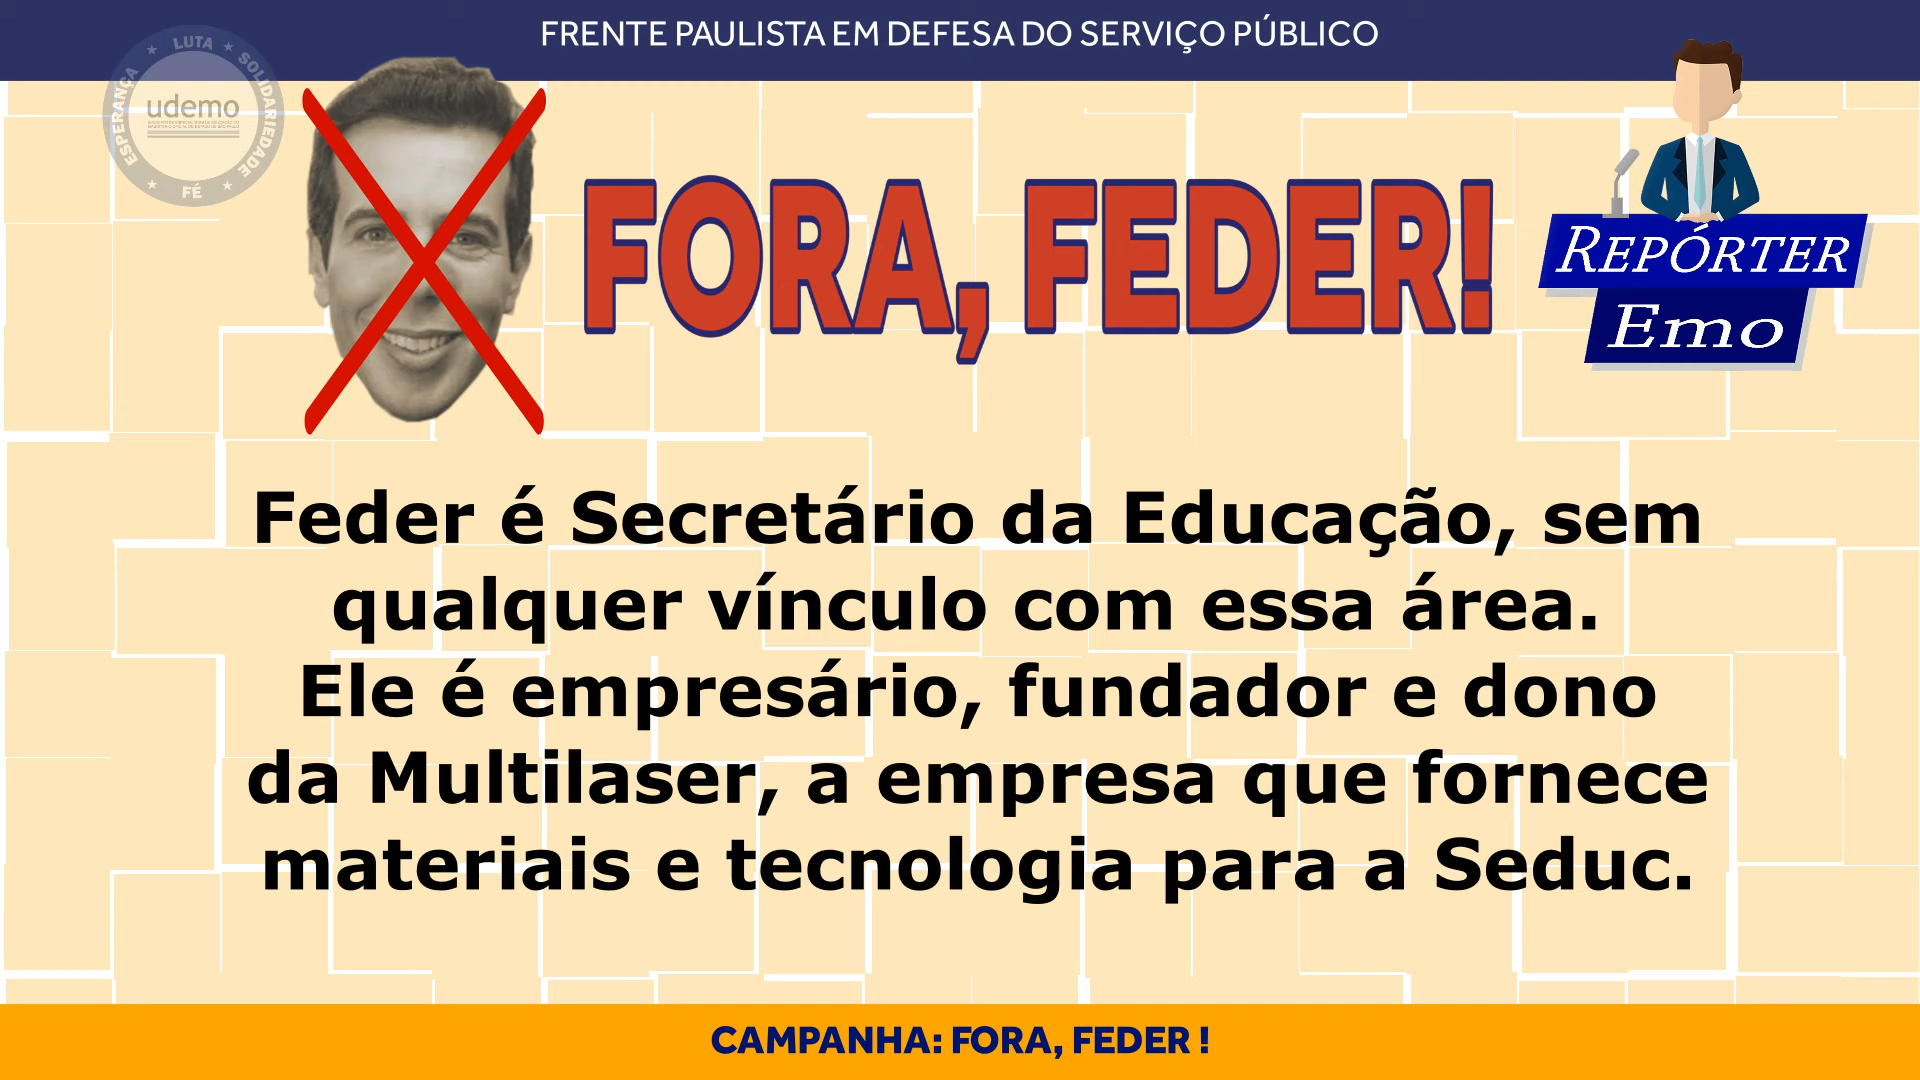 FRENTE PAULISTA EM DEFESA DO SERVIÇO PÚBLICO
LUTA
ESPERANÇA
SOLIDARIEDADE
udemo
FÉ
FORA, FEDER!
REPÓRTER
EMO
Feder é Secretário da Educação, sem
qualquer vínculo com essa área.
Ele é empresário, fundador e dono
da Multilaser, a empresa que fornece
materiais e tecnologia para a Seduc.
CAMPANHA: FORA, FEDER !